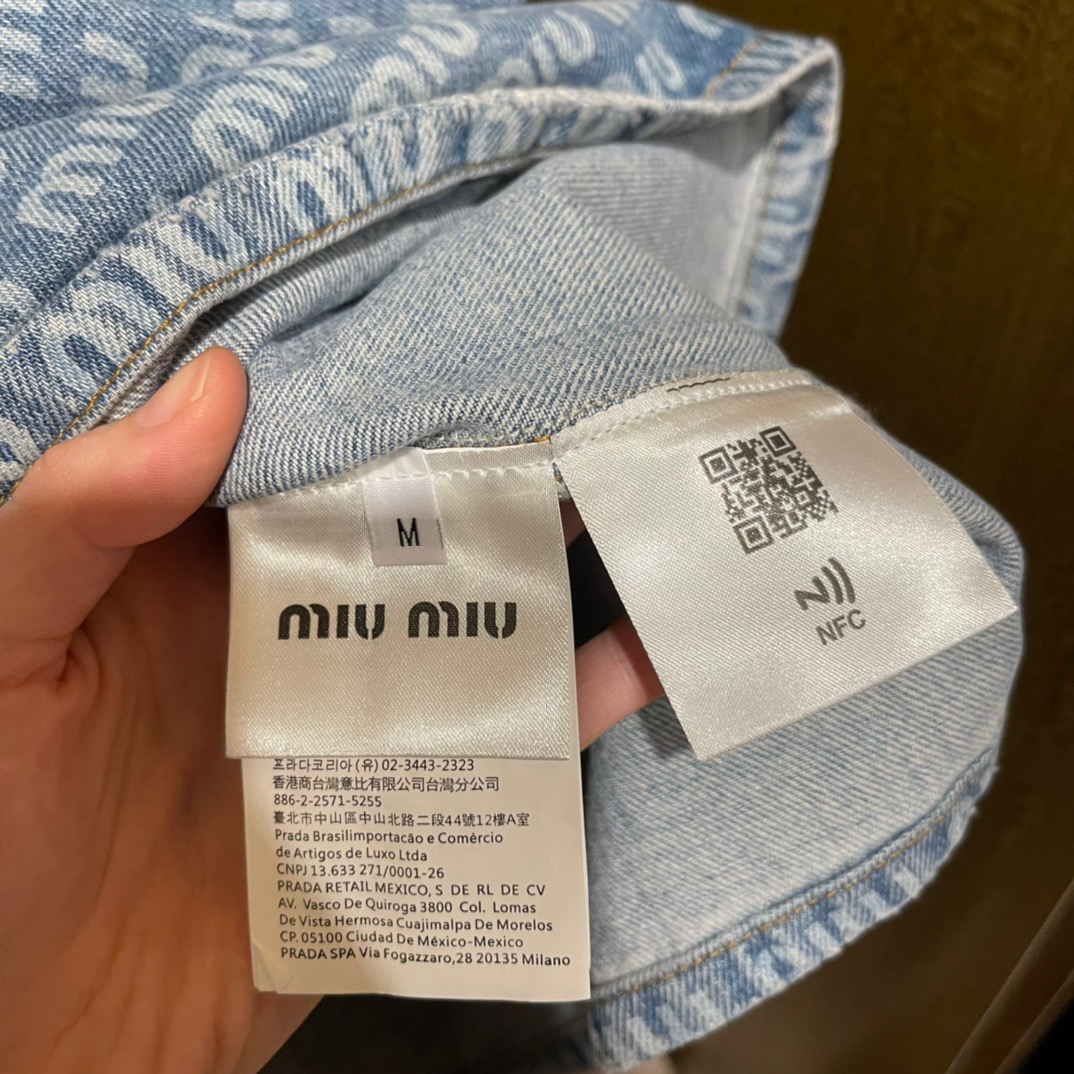 M
miu miu
NFC
프라다코리아 (유) 02-3443-2323
香港商台灣意比有限公司台灣分公司
886-2-2571-5255
臺北市中山區中山北路二段44號12樓A室
Prada Brasilimportacão e Comércio
de Artigos de Luxo Ltda
CNPJ 13.633 271/0001-26
PRADA RETAIL MEXICO, S DE RL DE CV
AV. Vasco De Quiroga 3800 Col. Lomas
De Vista Hermosa Cuajimalpa De Morelos
CP. 05100 Ciudad De México-Mexico
PRADA SPA Via Fogazzaro,28 20135 Milano